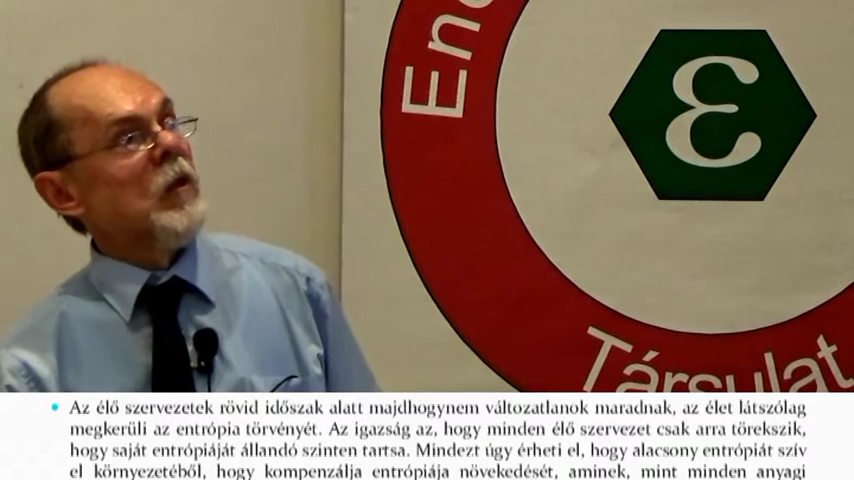 Ene
ε
Társulat
Az élő szervezetek rövid időszak alatt majdhogynem változatlanok maradnak, az élet látszólag
megkerüli az entrópia törvényét. Az igazság az, hogy minden élő szervezet csak arra törekszik,
hogy saját entrópiáját állandó szinten tartsa. Mindezt úgy érheti el, hogy alacsony entrópiát szív
el környezetéből, hogy kompenzálja entrópiája növekedését, aminek, mint minden anyagi